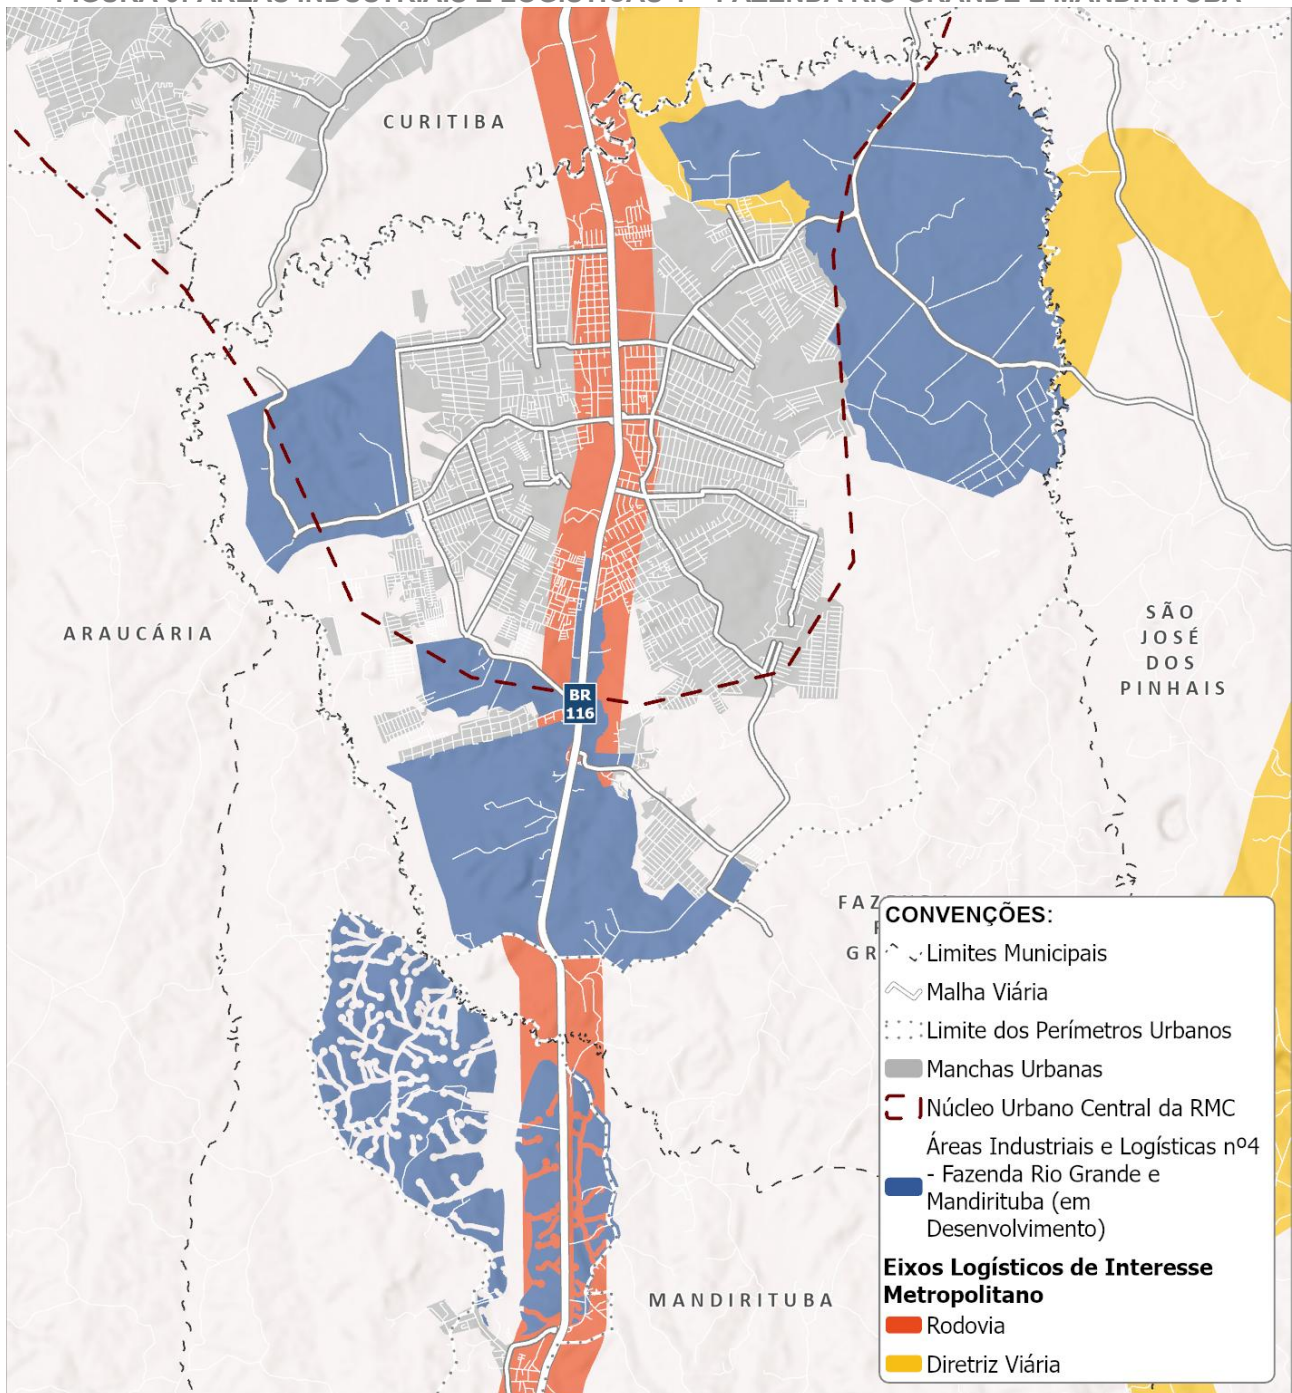 CURITIBA
ARAUCÁRIA
SÃO
JOSÉ
DOS
PINHAIS
BR
116
MANDIRITUBA
CONVENÇÕES:
Limites Municipais
Malha Viária
Limite dos Perímetros Urbanos
Manchas Urbanas
Núcleo Urbano Central da RMC
Áreas Industriais e Logísticas nº4
- Fazenda Rio Grande e
Mandirituba (em
Desenvolvimento)
Eixos Logísticos de Interesse
Metropolitano
Rodovia
Diretriz Viária